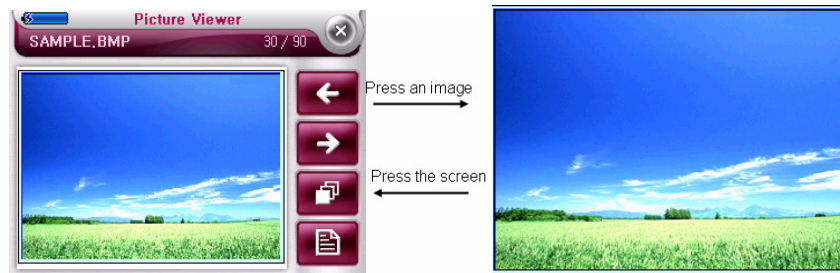 Picture Viewer
SAMPLE.BMP 30 / 90
Press an image
Press the screen